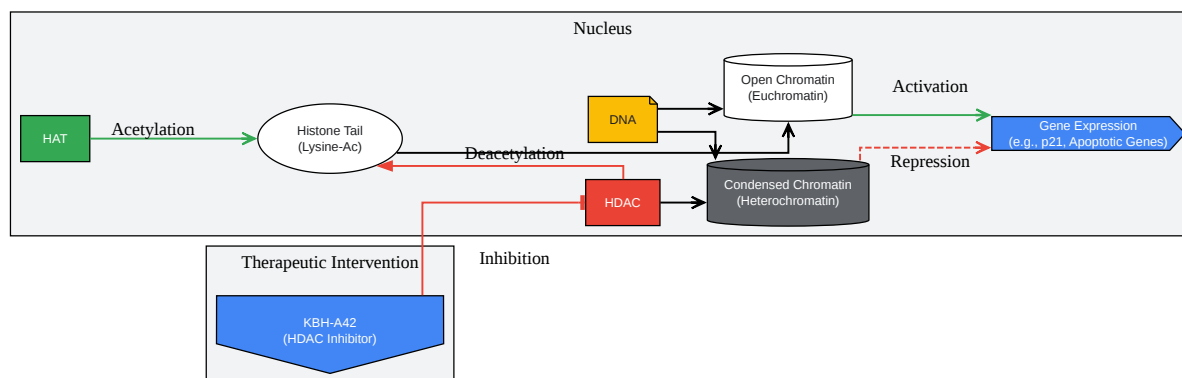 Nucleus
Open Chromatin
(Euchromatin)
Activation
HAT
Acetylation
Histone Tail
(Lysine-Ac)
DNA
Gene Expression
(e.g., p21, Apoptotic Genes)
Deacetylation
Repression
Condensed Chromatin
(Heterochromatin)
HDAC
Therapeutic Intervention
Inhibition
KBH-A42
(HDAC Inhibitor)